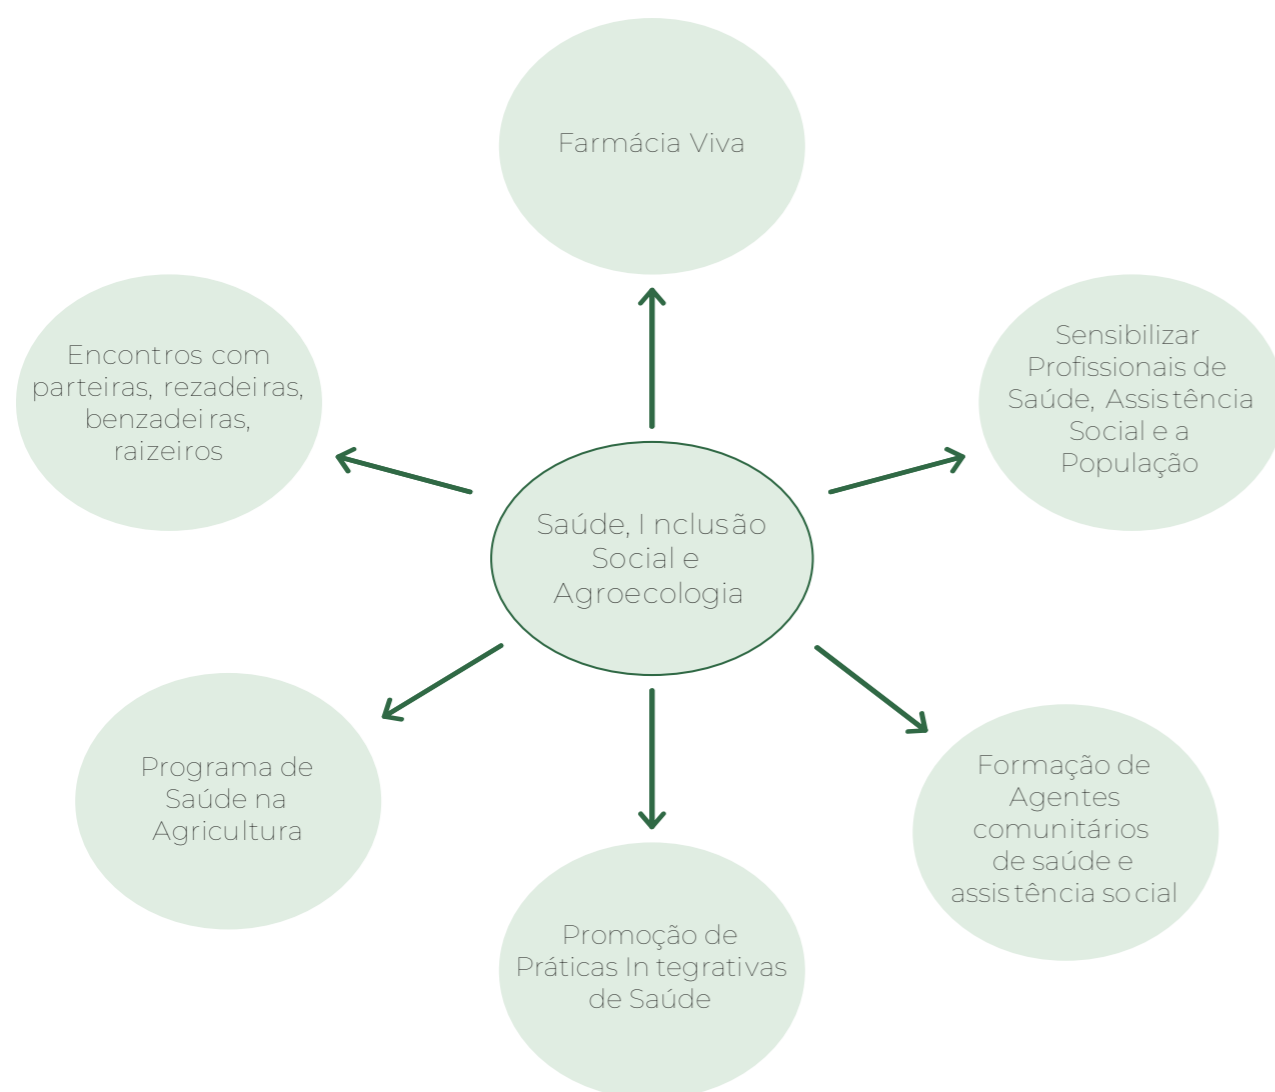 Farmácia Viva
Encontros com
parteiras, rezadeiras,
benzadeiras,
raizeiros
Sensibilizar
Profissionais de
Saúde, Assistência
Social e a
População
Saúde, Inclusão
Social e
Agroecologia
Programa de
Saúde na
Agricultura
Formação de
Agentes
comunitários
de saúde e
assistência social
Promoção de
Práticas Integrativas
de Saúde